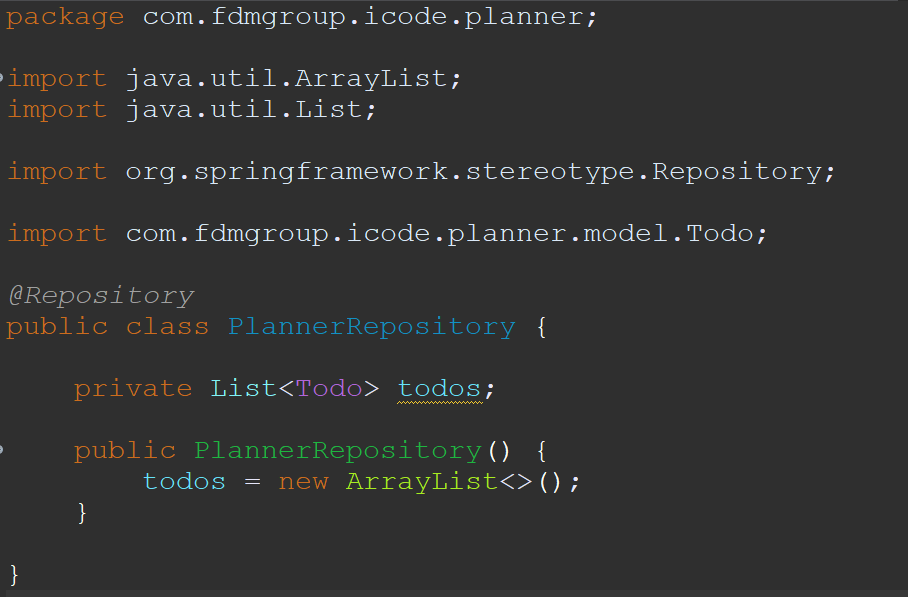 package com.fdmgroup.icode.planner;
import java.util.ArrayList;
import java.util.List;
import org.springframework.stereotype.Repository;
import com.fdmgroup.icode.planner.model.Todo;
@Repository
public class PlannerRepository {
private List<Todo> todos;
public PlannerRepository() {
todos = new ArrayList<>();
}
}